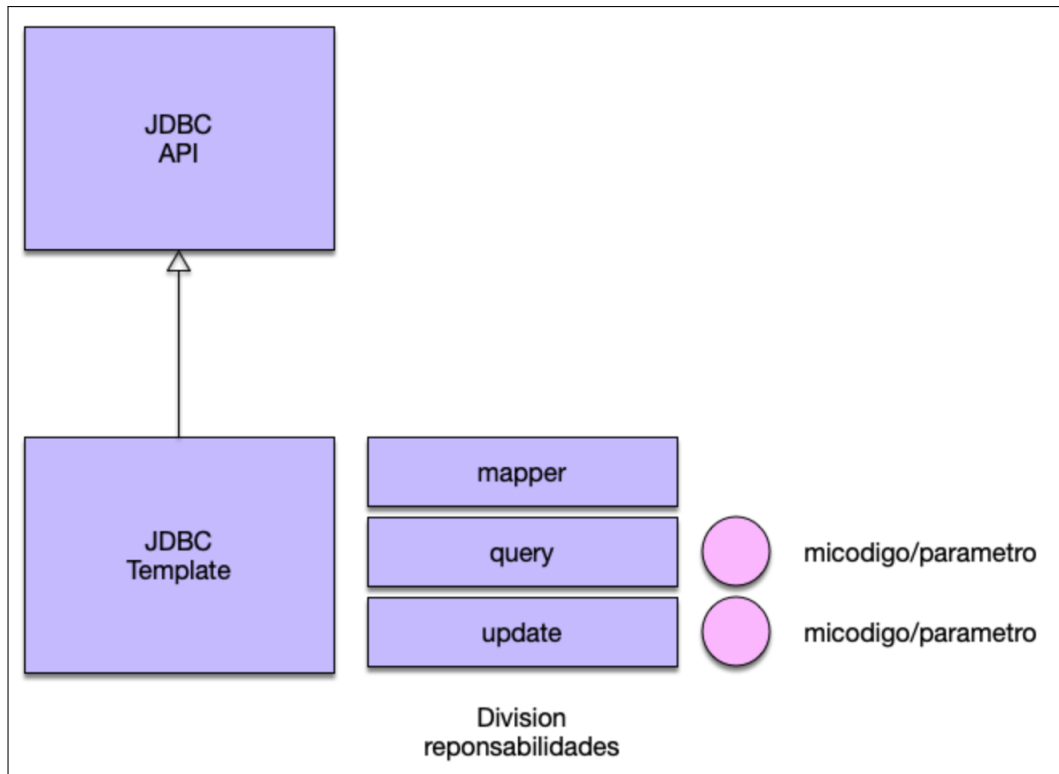 JDBC
API
JDBC
Template
mapper
query
micodigo/parametro
update
micodigo/parametro
Division
reponsabilidades